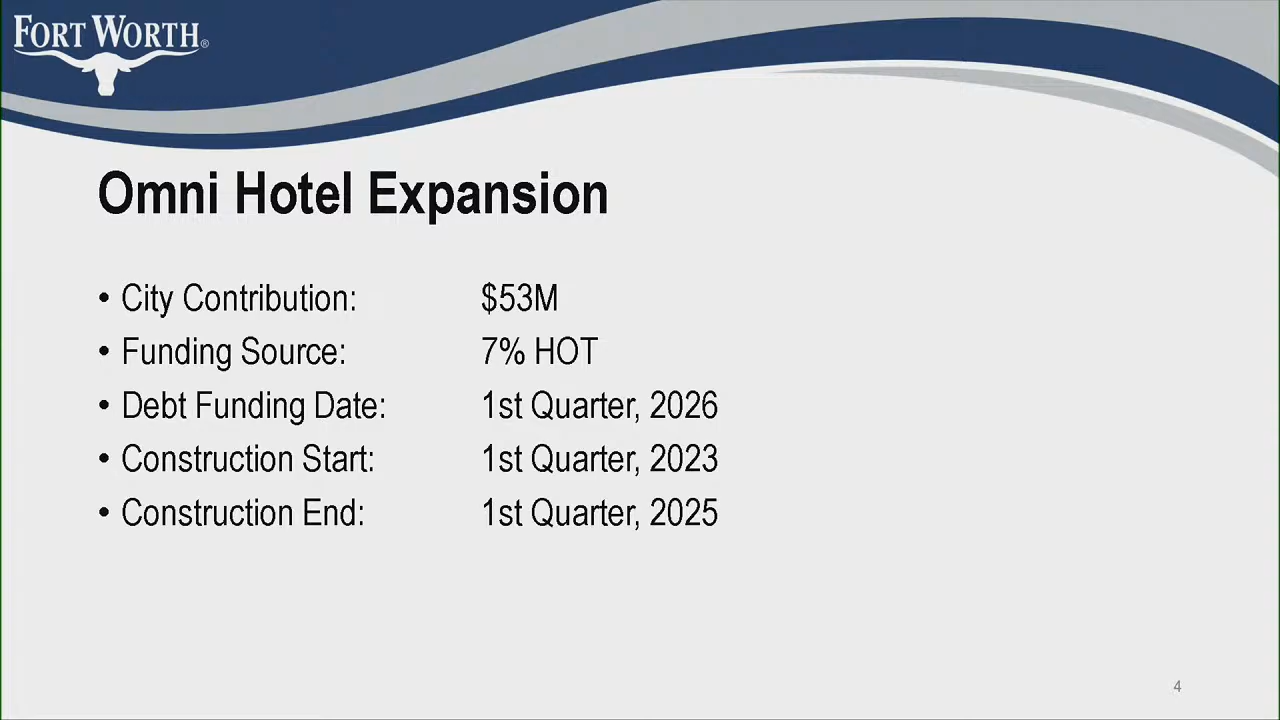 FORT WORTH®
Omni Hotel Expansion
• City Contribution: $53M
• Funding Source: 7% HOT
• Debt Funding Date: 1st Quarter, 2026
• Construction Start: 1st Quarter, 2023
• Construction End: 1st Quarter, 2025
4